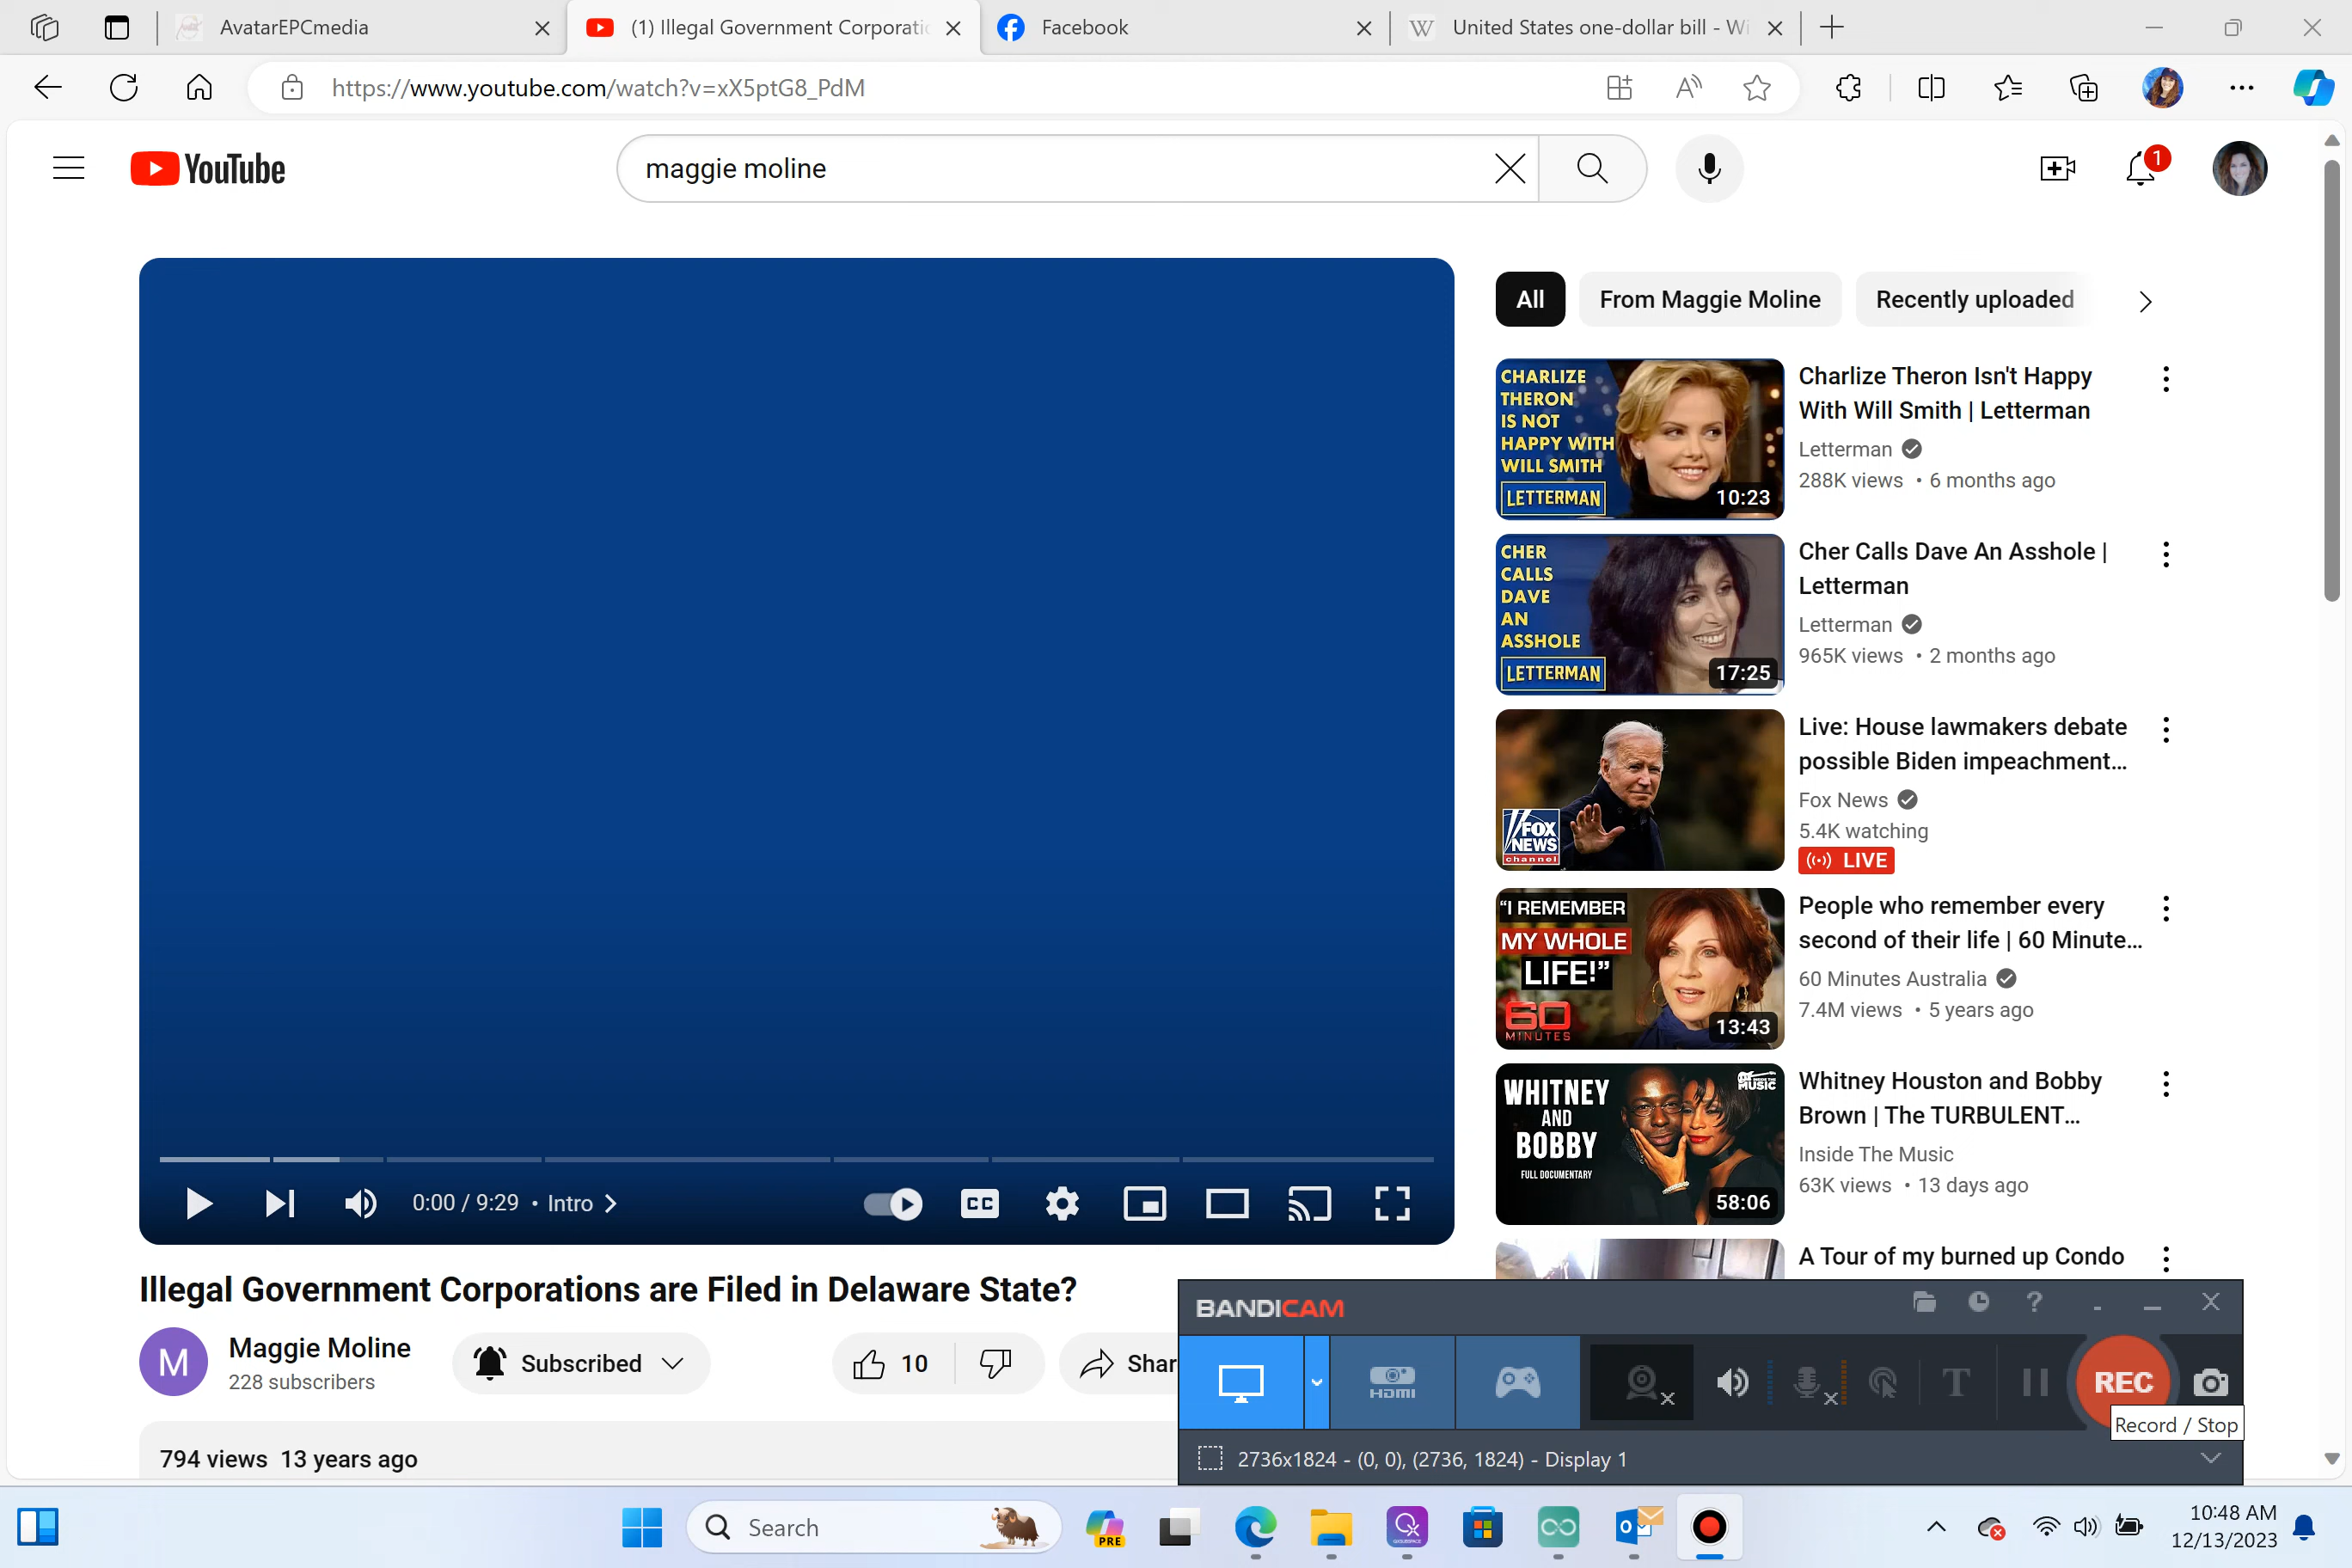 AvatarEPCmedia
(1) Illegal Government Corporatio
Facebook
United States one-dollar bill - Wi
https://www.youtube.com/watch?v=xX5ptG8_PdM
YouTube
maggie moline
1
All
From Maggie Moline
Recently uploaded
CHARLIZE
THERON
IS NOT
HAPPY WITH
WILL SMITH
LETTERMAN
10:23
Charlize Theron Isn't Happy
With Will Smith | Letterman
Letterman
288K views • 6 months ago
CHER
CALLS
DAVE
AN
ASSHOLE
LETTERMAN
17:25
Cher Calls Dave An Asshole |
Letterman
Letterman
965K views • 2 months ago
FOX
NEWS
channel
Live: House lawmakers debate
possible Biden impeachment...
Fox News
5.4K watching
LIVE
“I REMEMBER
MY WHOLE
LIFE!”
60
MINUTES
13:43
People who remember every
second of their life | 60 Minute...
60 Minutes Australia
7.4M views • 5 years ago
WHITNEY
AND
BOBBY
FULL DOCUMENTARY
MUSIC
58:06
Whitney Houston and Bobby
Brown | The TURBULENT...
Inside The Music
63K views • 13 days ago
A Tour of my burned up Condo
0:00 / 9:29 • Intro
CC
Illegal Government Corporations are Filed in Delaware State?
M
Maggie Moline
228 subscribers
Subscribed
10
Shar
794 views 13 years ago
BANDICAM
?
HDMI
T
REC
Record / Stop
2736x1824 - (0, 0), (2736, 1824) - Display 1
Search
PRE
10:48 AM
12/13/2023